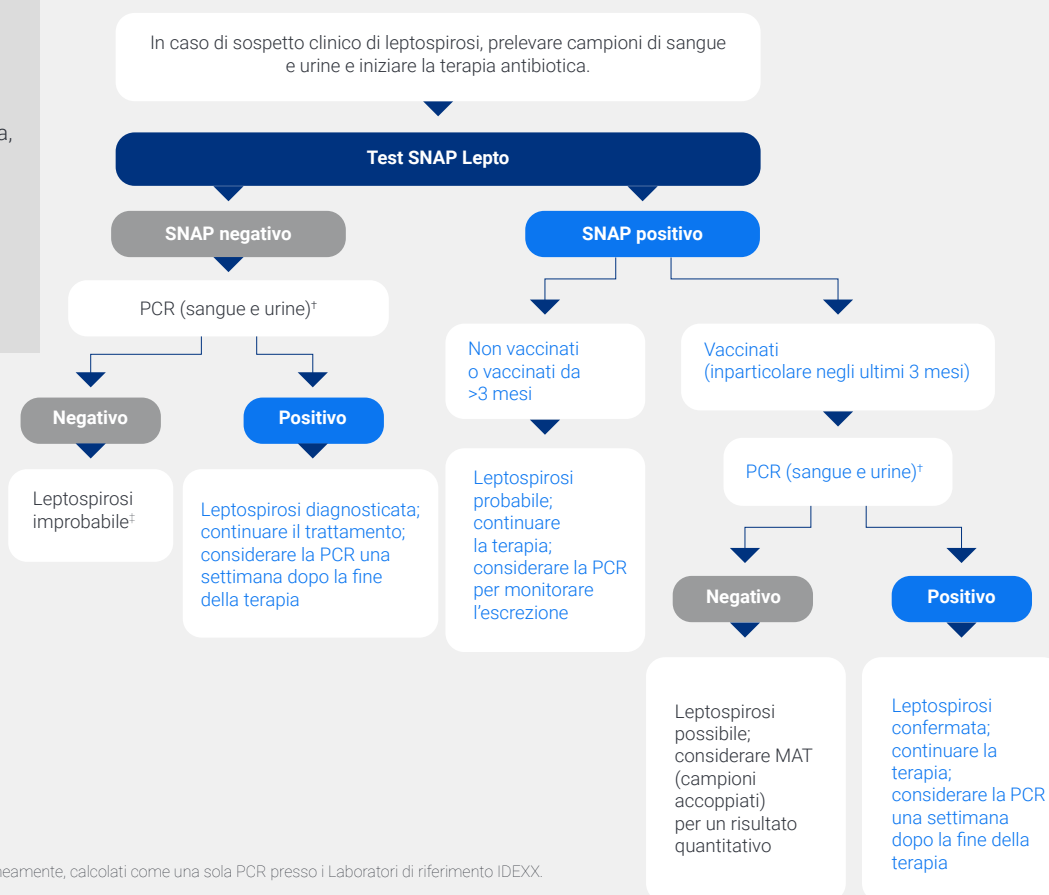 a,
In caso di sospetto clinico di leptospirosi, prelevare campioni di sangue
e urine e iniziare la terapia antibiotica.
Test SNAP Lepto
SNAP negativo
SNAP positivo
PCR (sangue e urine)†
Non vaccinati
o vaccinati da
>3 mesi
Vaccinati
(inparticolare negli ultimi 3 mesi)
Negativo
Positivo
Leptospirosi
improbabile‡
Leptospirosi diagnosticata;
continuare il trattamento;
considerare la PCR una
settimana dopo la fine
della terapia
Leptospirosi
probabile;
continuare
la terapia;
considerare la PCR
per monitorare
l'escrezione
PCR (sangue e urine)†
Negativo
Positivo
Leptospirosi
possibile;
considerare MAT
(campioni
accoppiati)
per un risultato
quantitativo
Leptospirosi
confermata;
continuare la
terapia;
considerare la PCR
una settimana
dopo la fine della
terapia
neamente, calcolati come una sola PCR presso i Laboratori di riferimento IDEXX.